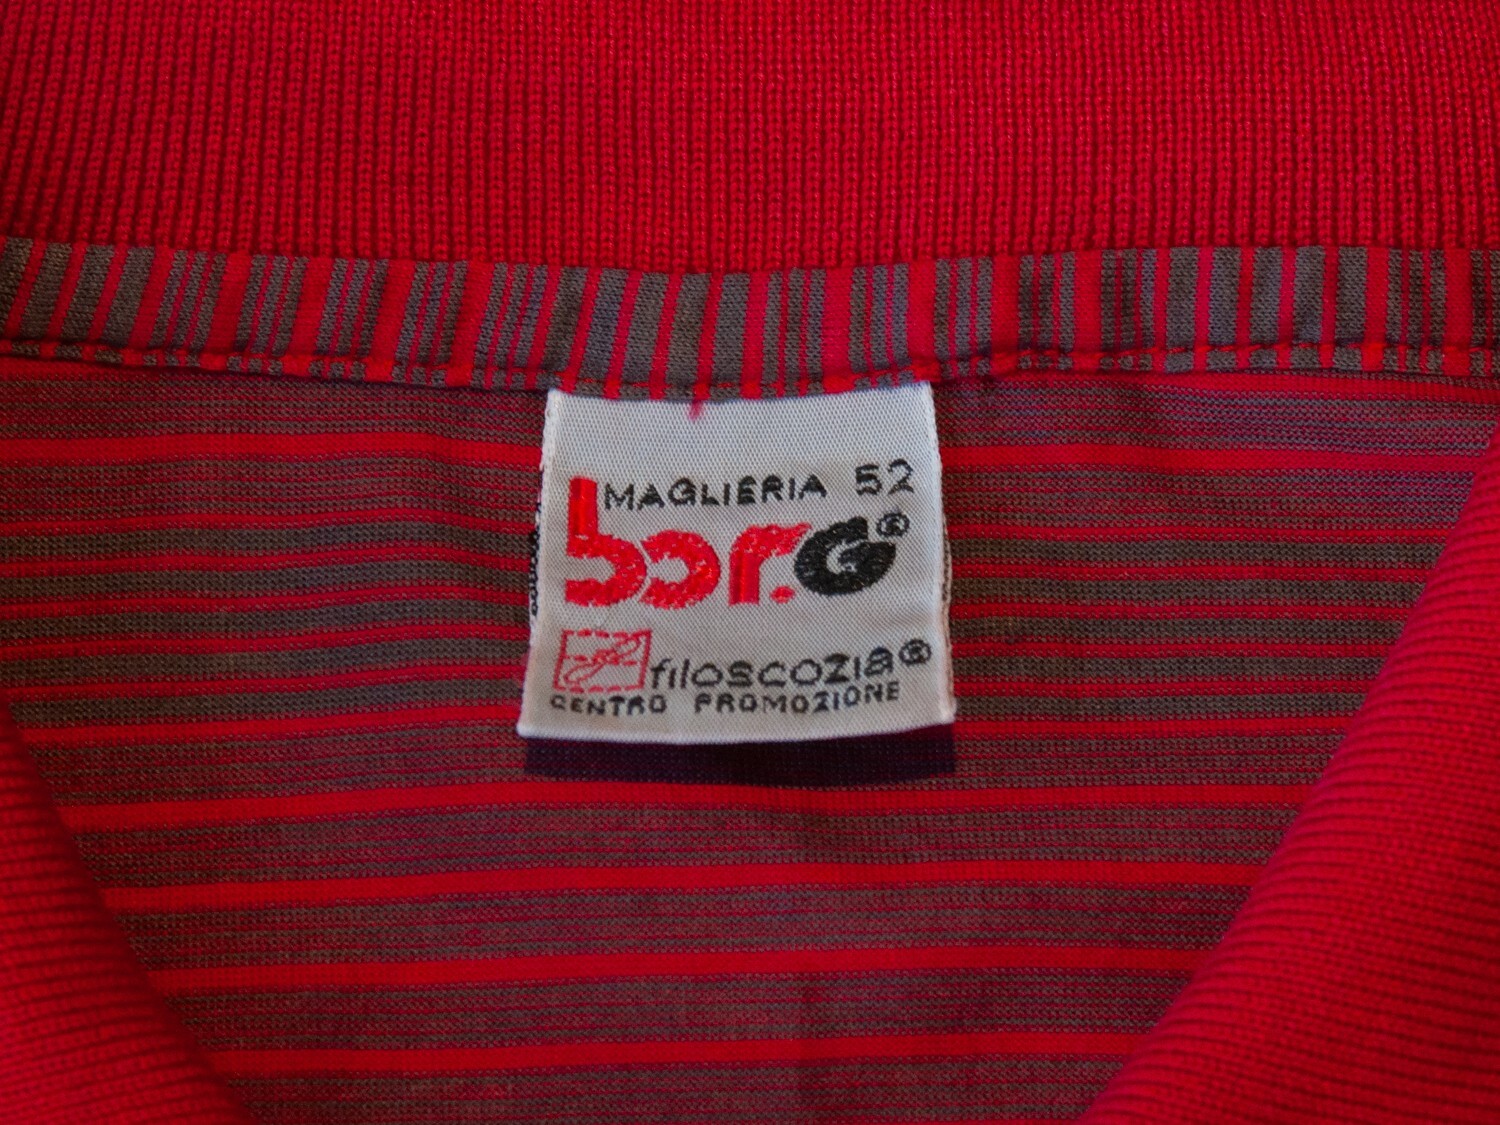 MAGLIERIA 52
bor.G®
filoscozia®
CENTRO PROMOZIONE